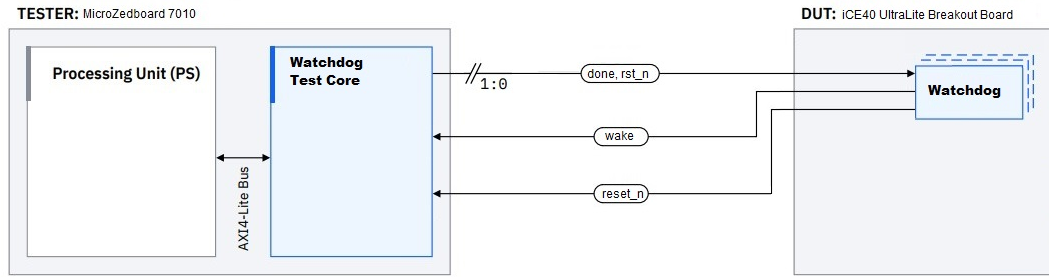 TESTER: MicroZedboard 7010
DUT: iCE40 UltraLite Breakout Board
Processing Unit (PS)
Watchdog
Test Core
1:0
done, rst_n
Watchdog
wake
AXI4-Lite Bus
reset_n